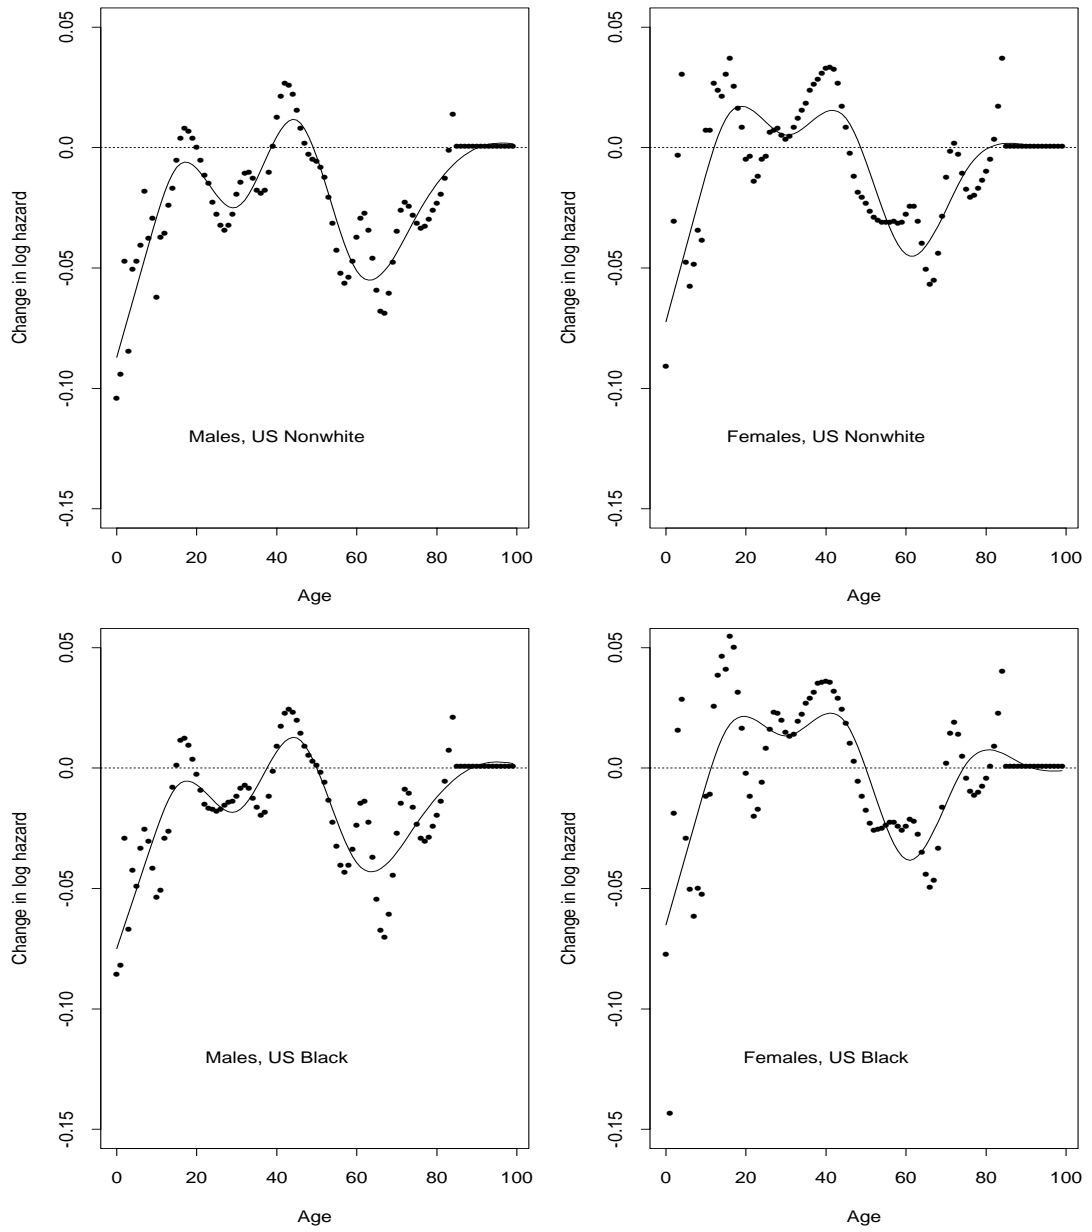 0.05
0.0
-0.05
-0.10
-0.15
Change in log hazard
Males, US Nonwhite
0 20 40 60 80 100
Age
0.05
0.0
-0.05
-0.10
-0.15
Change in log hazard
Females, US Nonwhite
0 20 40 60 80 100
Age
0.05
0.0
-0.05
-0.10
-0.15
Change in log hazard
Males, US Black
0 20 40 60 80 100
Age
0.05
0.0
-0.05
-0.10
-0.15
Change in log hazard
Females, US Black
0 20 40 60 80 100
Age